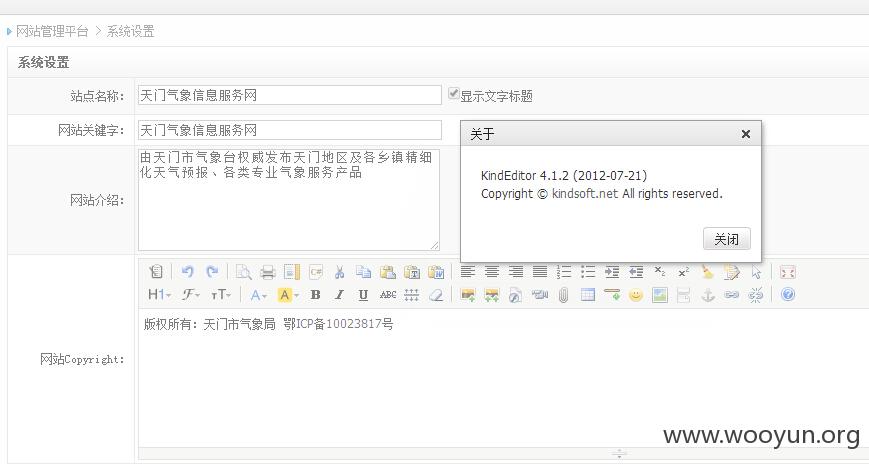 网站管理平台 > 系统设置
系统设置
站点名称：
天门气象信息服务网
显示文字标题
网站关键字：
天门气象信息服务网
网站介绍：
由天门市气象台权威发布天门地区及各乡镇精细
化天气预报、各类专业气象服务产品
关于
KindEditor 4.1.2 (2012-07-21)
Copyright © kindsoft.net All rights reserved.
关闭
H1
F
тT
A
A
B
I
U
ABC
网站Copyright：
版权所有：天门市气象局 鄂ICP备10023817号
www.wooyun.org